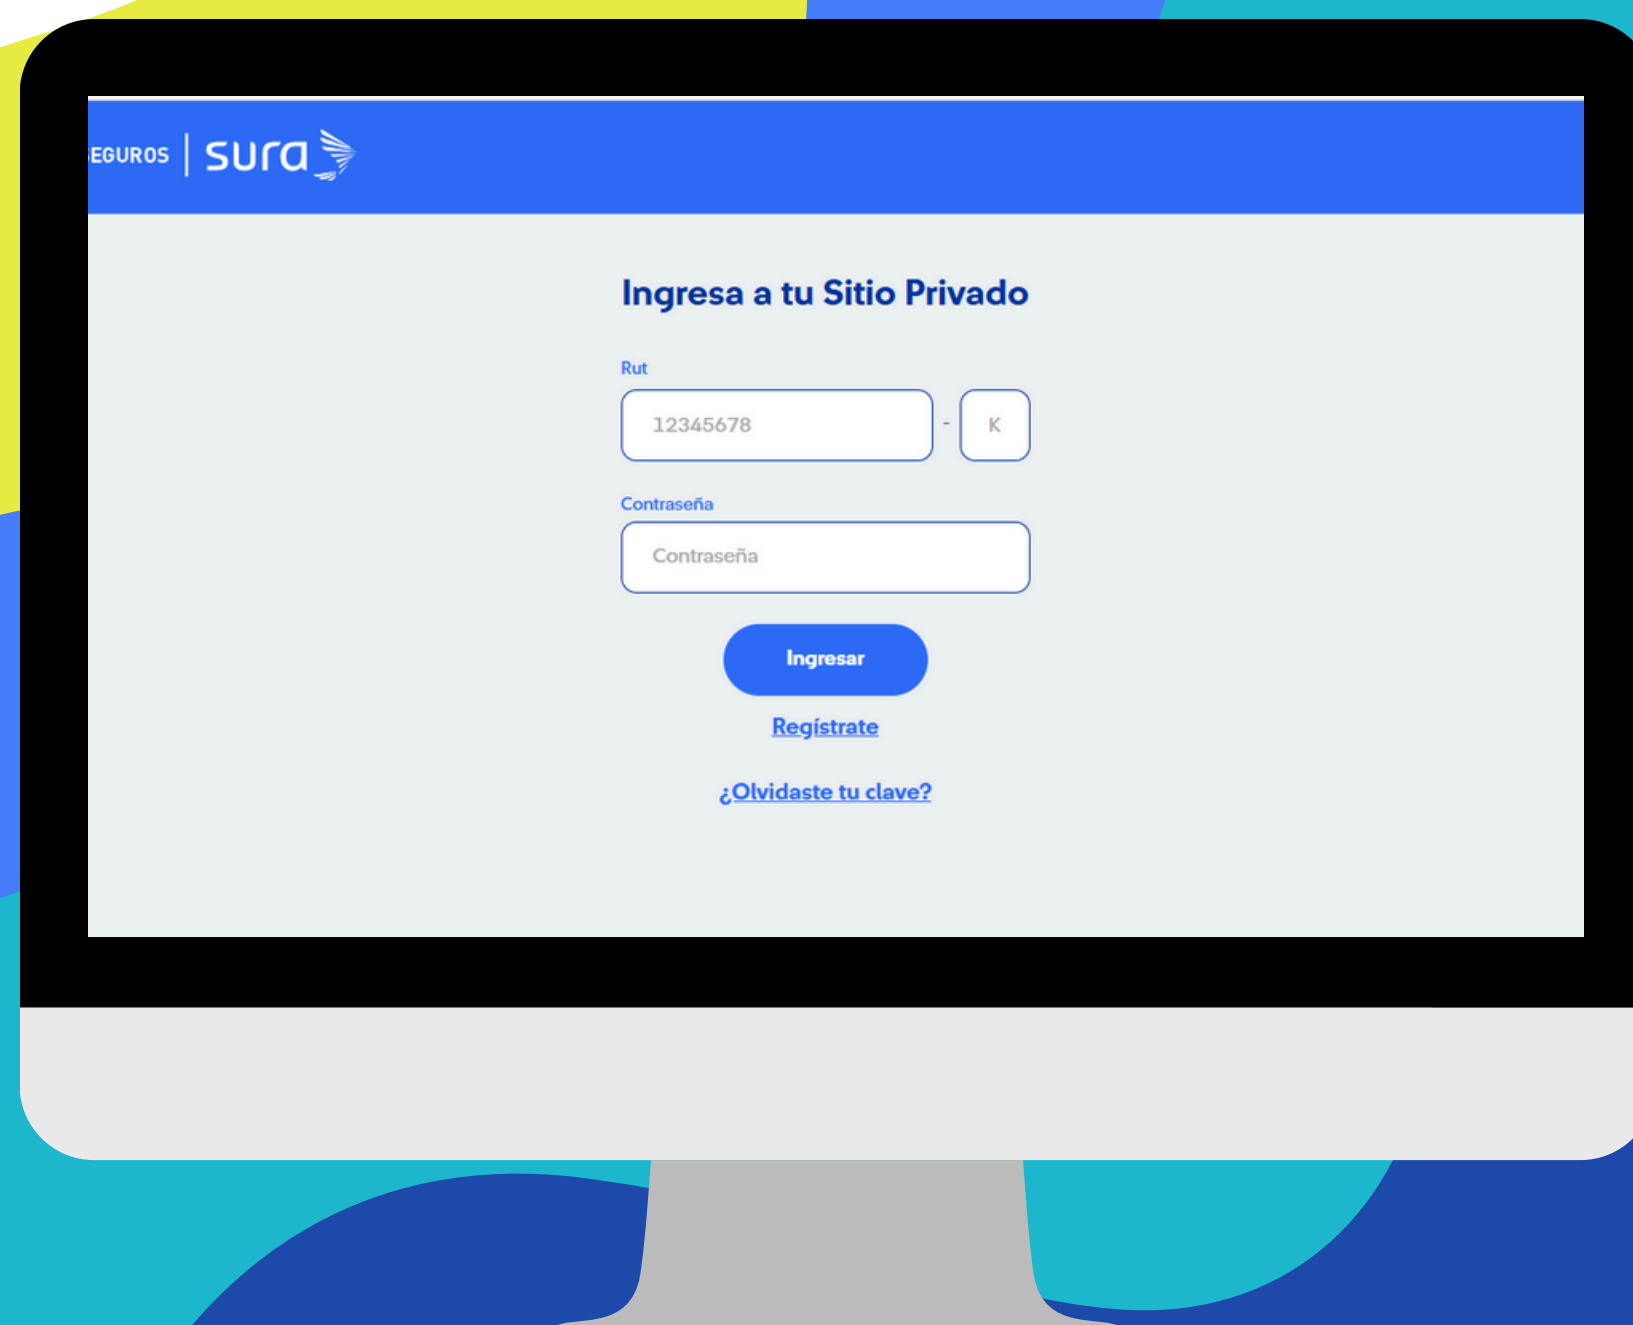 EGUROS | sura
Ingresa a tu Sitio Privado
Rut
12345678 - K
Contraseña
Contraseña
Ingresar
Regístrate
¿Olvidaste tu clave?